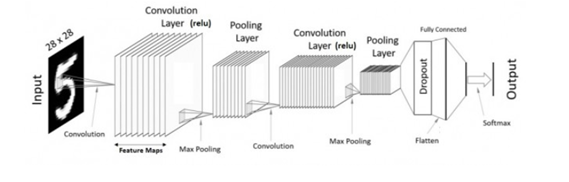 Convolution
Layer (relu)
Pooling
Layer
Convolution
Layer (relu)
Pooling
Layer
Fully Connected
28 x 28
Input
5
Dropout
Output
Convolution
Feature Maps
Max Pooling
Convolution
Max Pooling
Flatten
Softmax